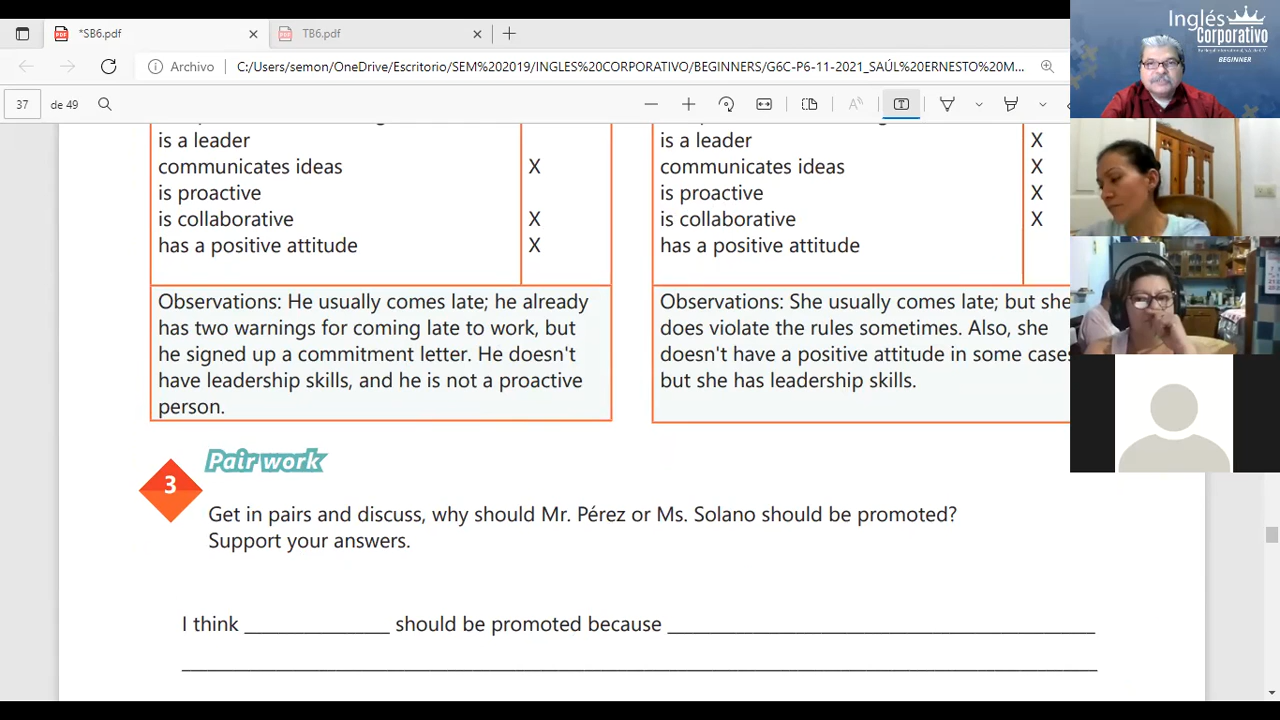 *SB6.pdf
TB6.pdf
Archivo
C:/Users/semon/OneDrive/Escritorio/SEM%202019/INGLES%20CORPORATIVO/BEGINNERS/G6C-P6-11-2021_SAÚL%20ERNESTO%20M...
37 de 49
is a leader
communicates ideas X
is proactive
is collaborative X
has a positive attitude X
Observations: He usually comes late; he already
has two warnings for coming late to work, but
he signed up a commitment letter. He doesn't
have leadership skills, and he is not a proactive
person.
is a leader X
communicates ideas X
is proactive X
is collaborative X
has a positive attitude
Observations: She usually comes late; but she
does violate the rules sometimes. Also, she
doesn't have a positive attitude in some cases
but she has leadership skills.
Pair work
3
Get in pairs and discuss, why should Mr. Pérez or Ms. Solano should be promoted?
Support your answers.
I think ______________ should be promoted because ______________
Inglés
Corporativo
BEGINNER